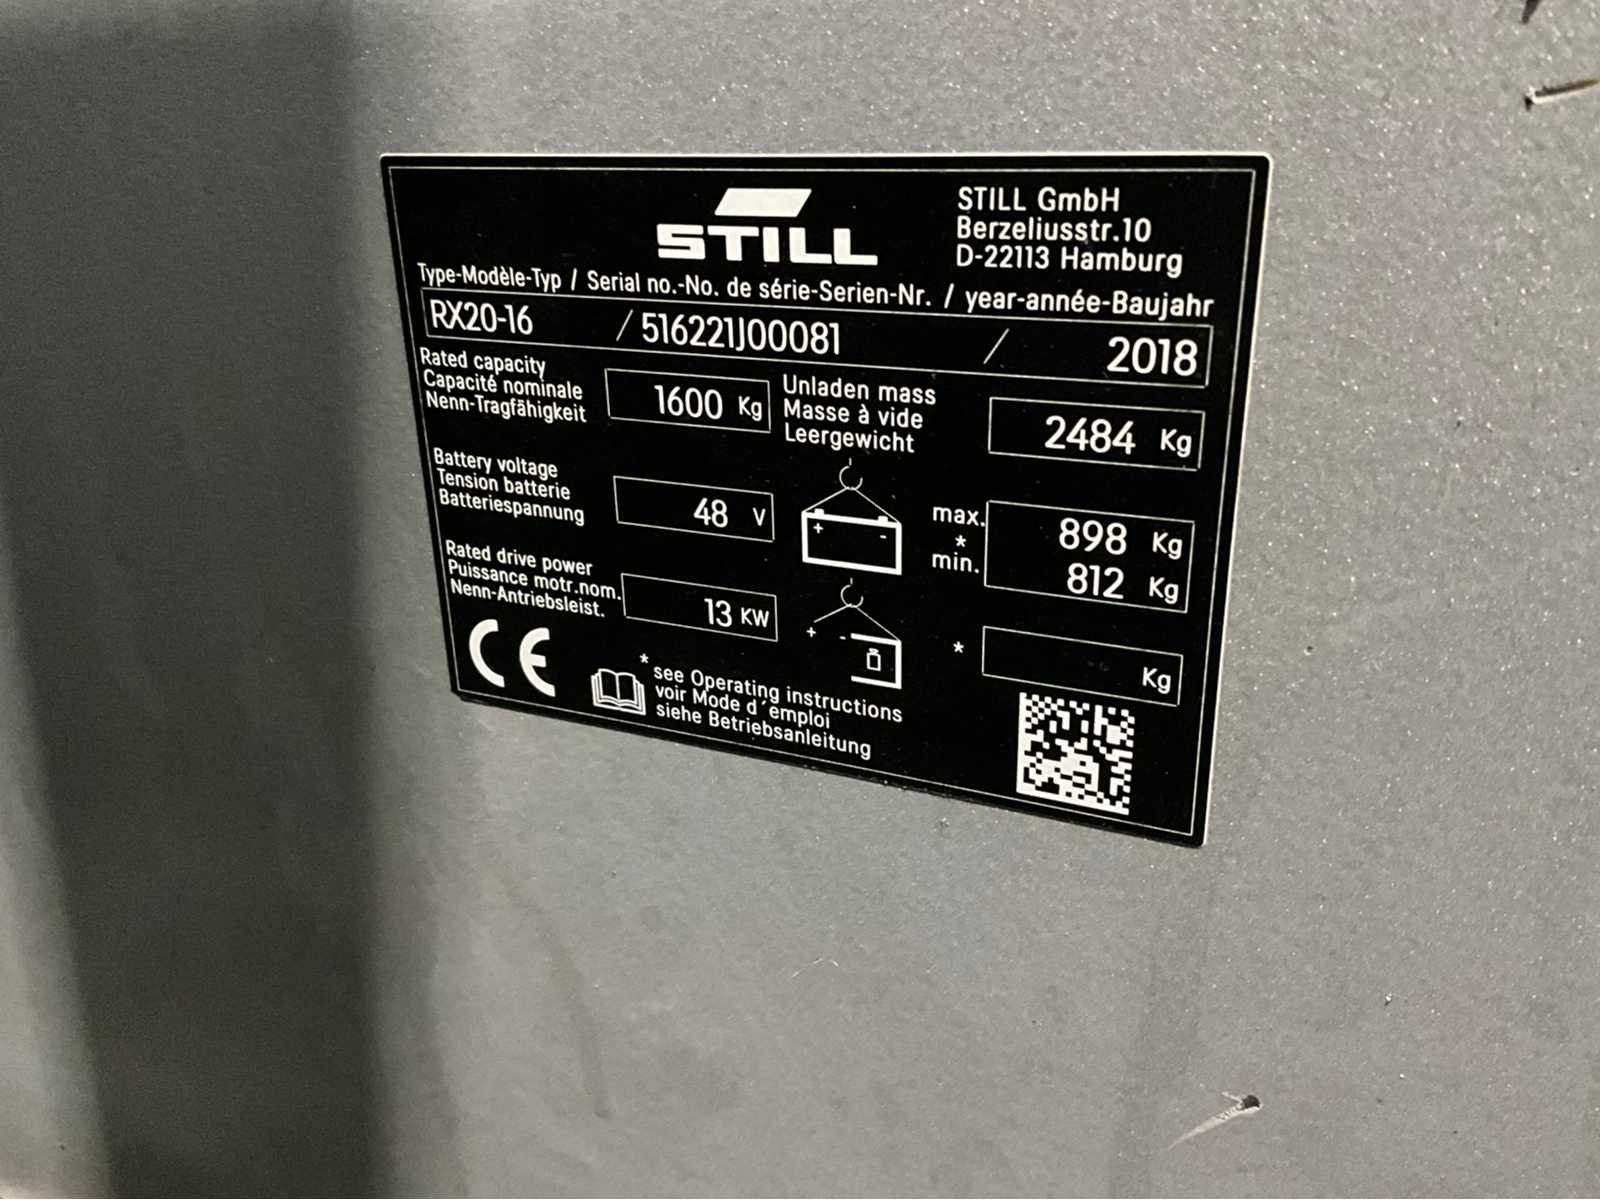 STILL
STILL GmbH
Berzeliusstr.10
D-22113 Hamburg
Type-Modèle-Typ / Serial no.-No. de série-Serien-Nr. / year-année-Baujahr
RX20-16 / 516221J00081 / 2018
Rated capacity
Capacité nominale
Nenn-Tragfähigkeit
1600 Kg
Unladen mass
Masse à vide
Leergewicht
2484 Kg
Battery voltage
Tension batterie
Batteriespannung
48 V
+ -
max.
*
min.
898 Kg
812 Kg
Rated drive power
Puissance motr.nom.
Nenn-Antriebsleist.
13 KW
+ -
* Kg
CE
* see Operating instructions
voir Mode d´emploi
siehe Betriebsanleitung